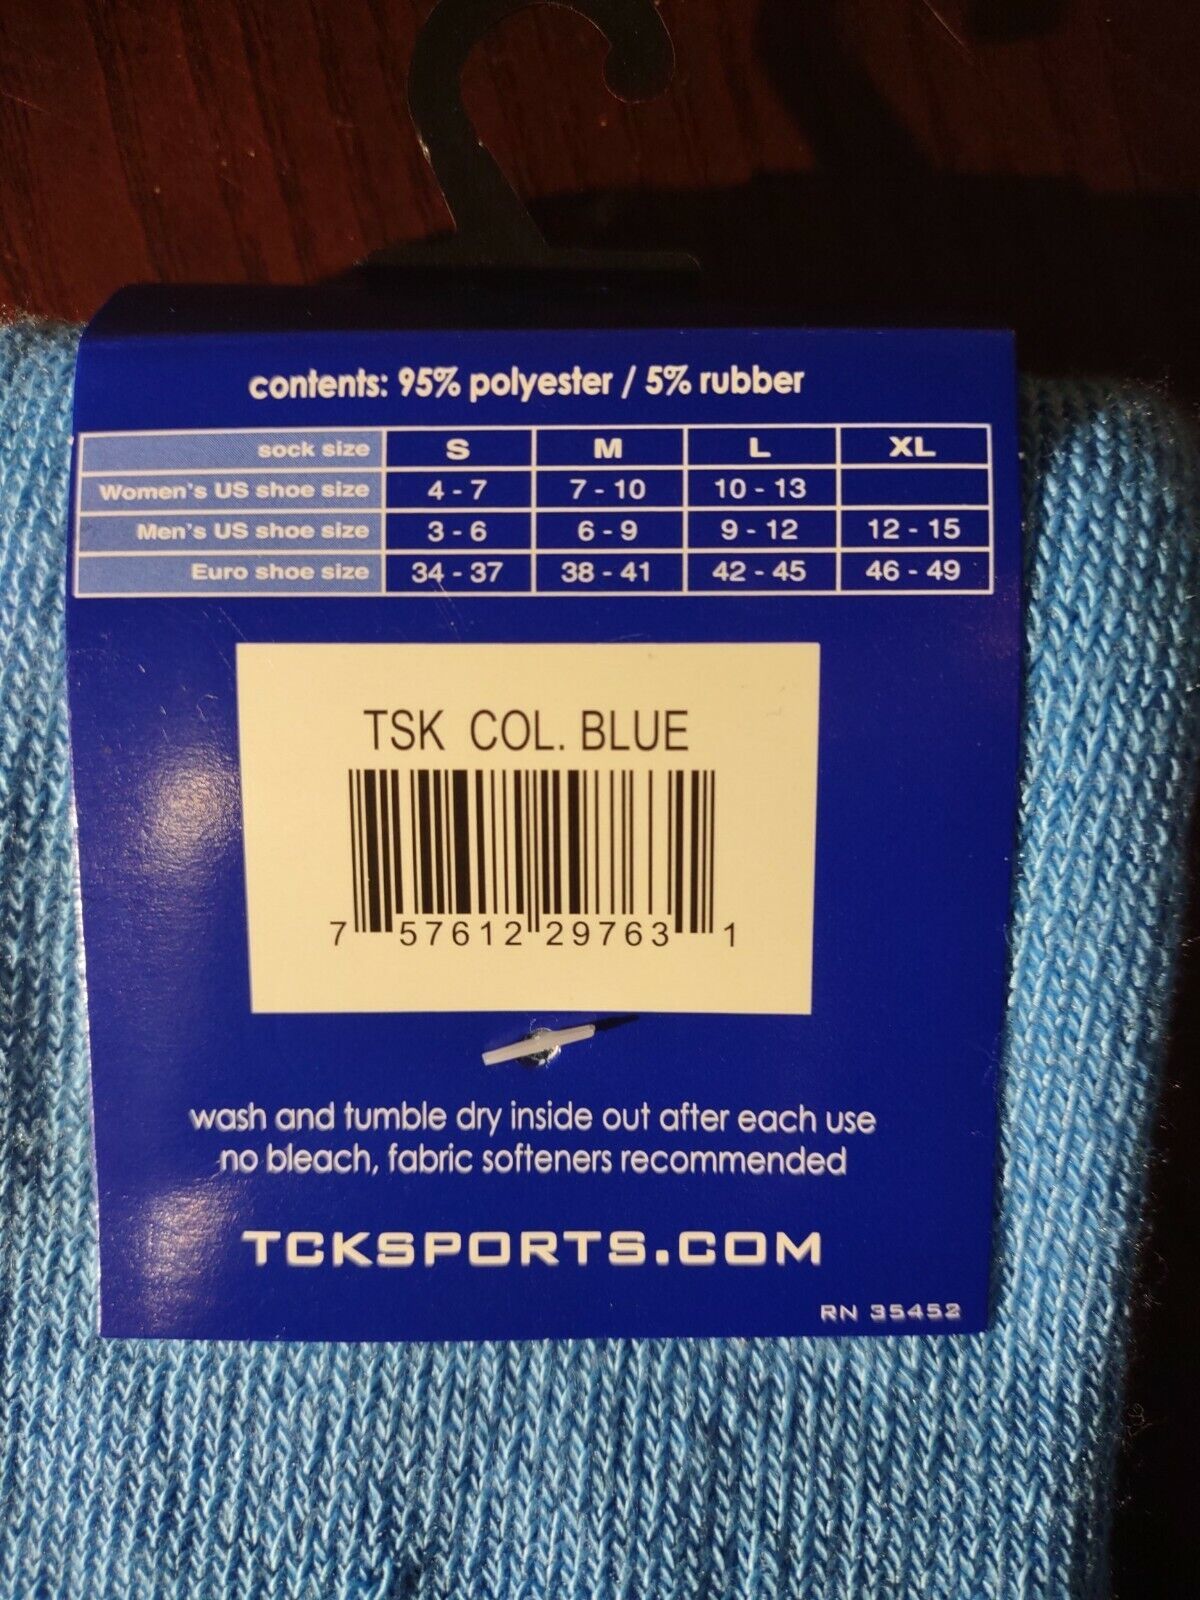 contents: 95% polyester / 5% rubber
sock size S M L XL
Women's US shoe size 4 - 7 7 - 10 10 - 13
Men's US shoe size 3 - 6 6 - 9 9 - 12 12 - 15
Euro shoe size 34 - 37 38 - 41 42 - 45 46 - 49
TSK COL. BLUE
7 57612 29763 1
wash and tumble dry inside out after each use
no bleach, fabric softeners recommended
TCKSPORTS.COM
RN 35452